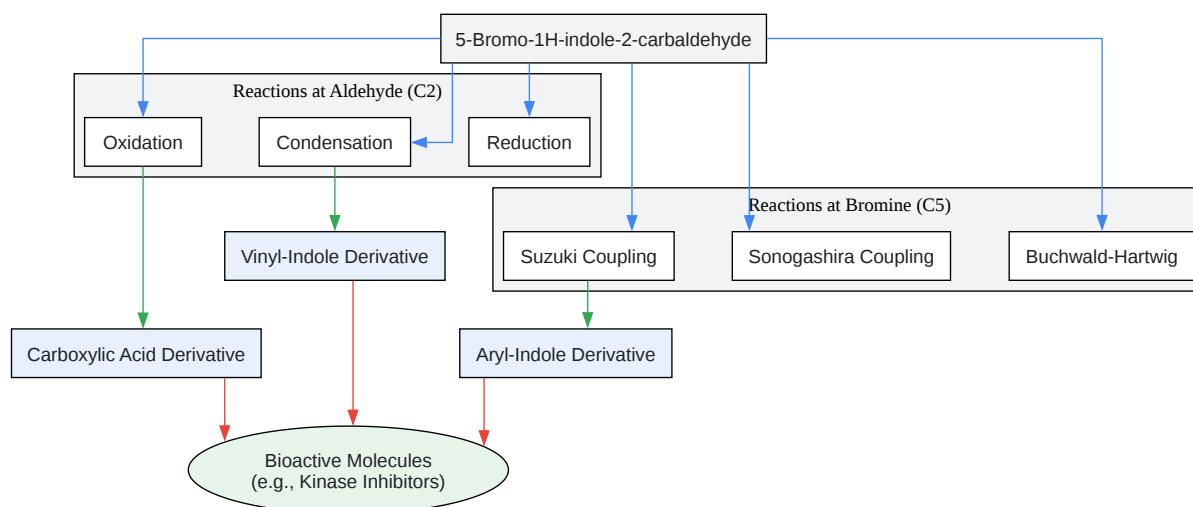 5-Bromo-1H-indole-2-carbaldehyde
Reactions at Aldehyde (C2)
Oxidation
Condensation
Reduction
Reactions at Bromine (C5)
Vinyl-Indole Derivative
Suzuki Coupling
Sonogashira Coupling
Buchwald-Hartwig
Carboxylic Acid Derivative
Aryl-Indole Derivative
Bioactive Molecules
(e.g., Kinase Inhibitors)